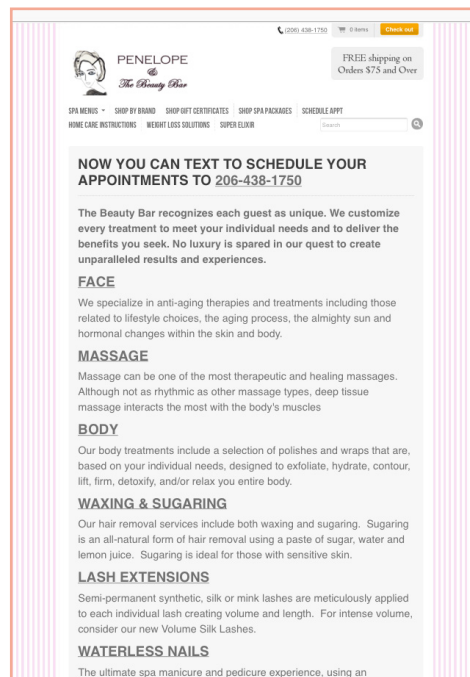 (206) 438-1750 0 items Check out
PENELOPE
&
The Beauty Bar
FREE shipping on
Orders $75 and Over
SPA MENUS SHOP BY BRAND SHOP GIFT CERTIFICATES SHOP SPA PACKAGES SCHEDULE APPT
HOME CARE INSTRUCTIONS WEIGHT LOSS SOLUTIONS SUPER ELIXIR Search
NOW YOU CAN TEXT TO SCHEDULE YOUR
APPOINTMENTS TO 206-438-1750
The Beauty Bar recognizes each guest as unique. We customize
every treatment to meet your individual needs and to deliver the
benefits you seek. No luxury is spared in our quest to create
unparalleled results and experiences.
FACE
We specialize in anti-aging therapies and treatments including those
related to lifestyle choices, the aging process, the almighty sun and
hormonal changes within the skin and body.
MASSAGE
Massage can be one of the most therapeutic and healing massages.
Although not as rhythmic as other massage types, deep tissue
massage interacts the most with the body's muscles
BODY
Our body treatments include a selection of polishes and wraps that are,
based on your individual needs, designed to exfoliate, hydrate, contour,
lift, firm, detoxify, and/or relax you entire body.
WAXING & SUGARING
Our hair removal services include both waxing and sugaring. Sugaring
is an all-natural form of hair removal using a paste of sugar, water and
lemon juice. Sugaring is ideal for those with sensitive skin.
LASH EXTENSIONS
Semi-permanent synthetic, silk or mink lashes are meticulously applied
to each individual lash creating volume and length. For intense volume,
consider our new Volume Silk Lashes.
WATERLESS NAILS
The ultimate spa manicure and pedicure experience, using an